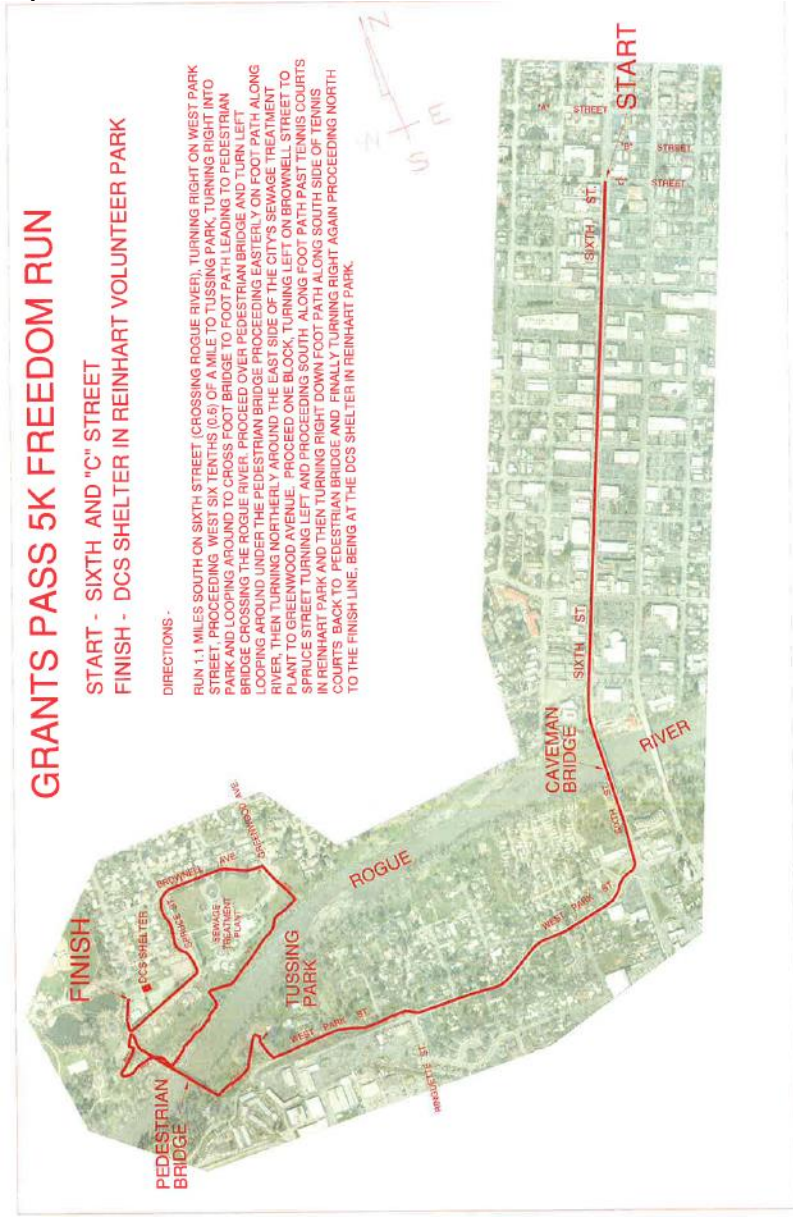 GRANTS PASS 5K FREEDOM RUN
START - SIXTH AND "C" STREET
FINISH - DCS SHELTER IN REINHART VOLUNTEER PARK
DIRECTIONS -
RUN 1.1 MILES SOUTH ON SIXTH STREET (CROSSING ROGUE RIVER), TURNING RIGHT ON WEST PARK
STREET, PROCEEDING WEST SIX TENTHS (0.6) OF A MILE TO TUSSING PARK, TURNING RIGHT INTO
PARK AND LOOPING AROUND TO CROSS FOOT BRIDGE TO FOOT PATH LEADING TO PEDESTRIAN
BRIDGE CROSSING THE ROGUE RIVER. PROCEED OVER PEDESTRIAN BRIDGE AND TURN LEFT
LOOPING AROUND UNDER THE PEDESTRIAN BRIDGE PROCEEDING EASTERLY ON FOOT PATH ALONG
RIVER, THEN TURNING NORTHERLY AROUND THE EAST SIDE OF THE CITY'S SEWAGE TREATMENT
PLANT TO GREENWOOD AVENUE. PROCEED ONE BLOCK, TURNING LEFT ON BROWNELL STREET TO
SPRUCE STREET TURNING LEFT AND PROCEEDING SOUTH ALONG FOOT PATH PAST TENNIS COURTS
IN REINHART PARK AND THEN TURNING RIGHT DOWN FOOT PATH ALONG SOUTH SIDE OF TENNIS
COURTS BACK TO PEDESTRIAN BRIDGE AND FINALLY TURNING RIGHT AGAIN PROCEEDING NORTH
TO THE FINISH LINE, BEING AT THE DCS SHELTER IN REINHART PARK.
N
W
E
S
FINISH
DCS SHELTER
SPRUCE ST.
BROWNELL AVE.
GREENWOOD AVE.
SEWAGE
TREATMENT
PLANT
PEDESTRIAN
BRIDGE
TUSSING
PARK
ROGUE
RIVER
WEST PARK ST.
RINGUETTE ST.
WEST PARK ST.
CAVEMAN
BRIDGE
SIXTH ST.
SIXTH ST.
SIXTH ST.
"A" STREET
"B" STREET
"C" STREET
START